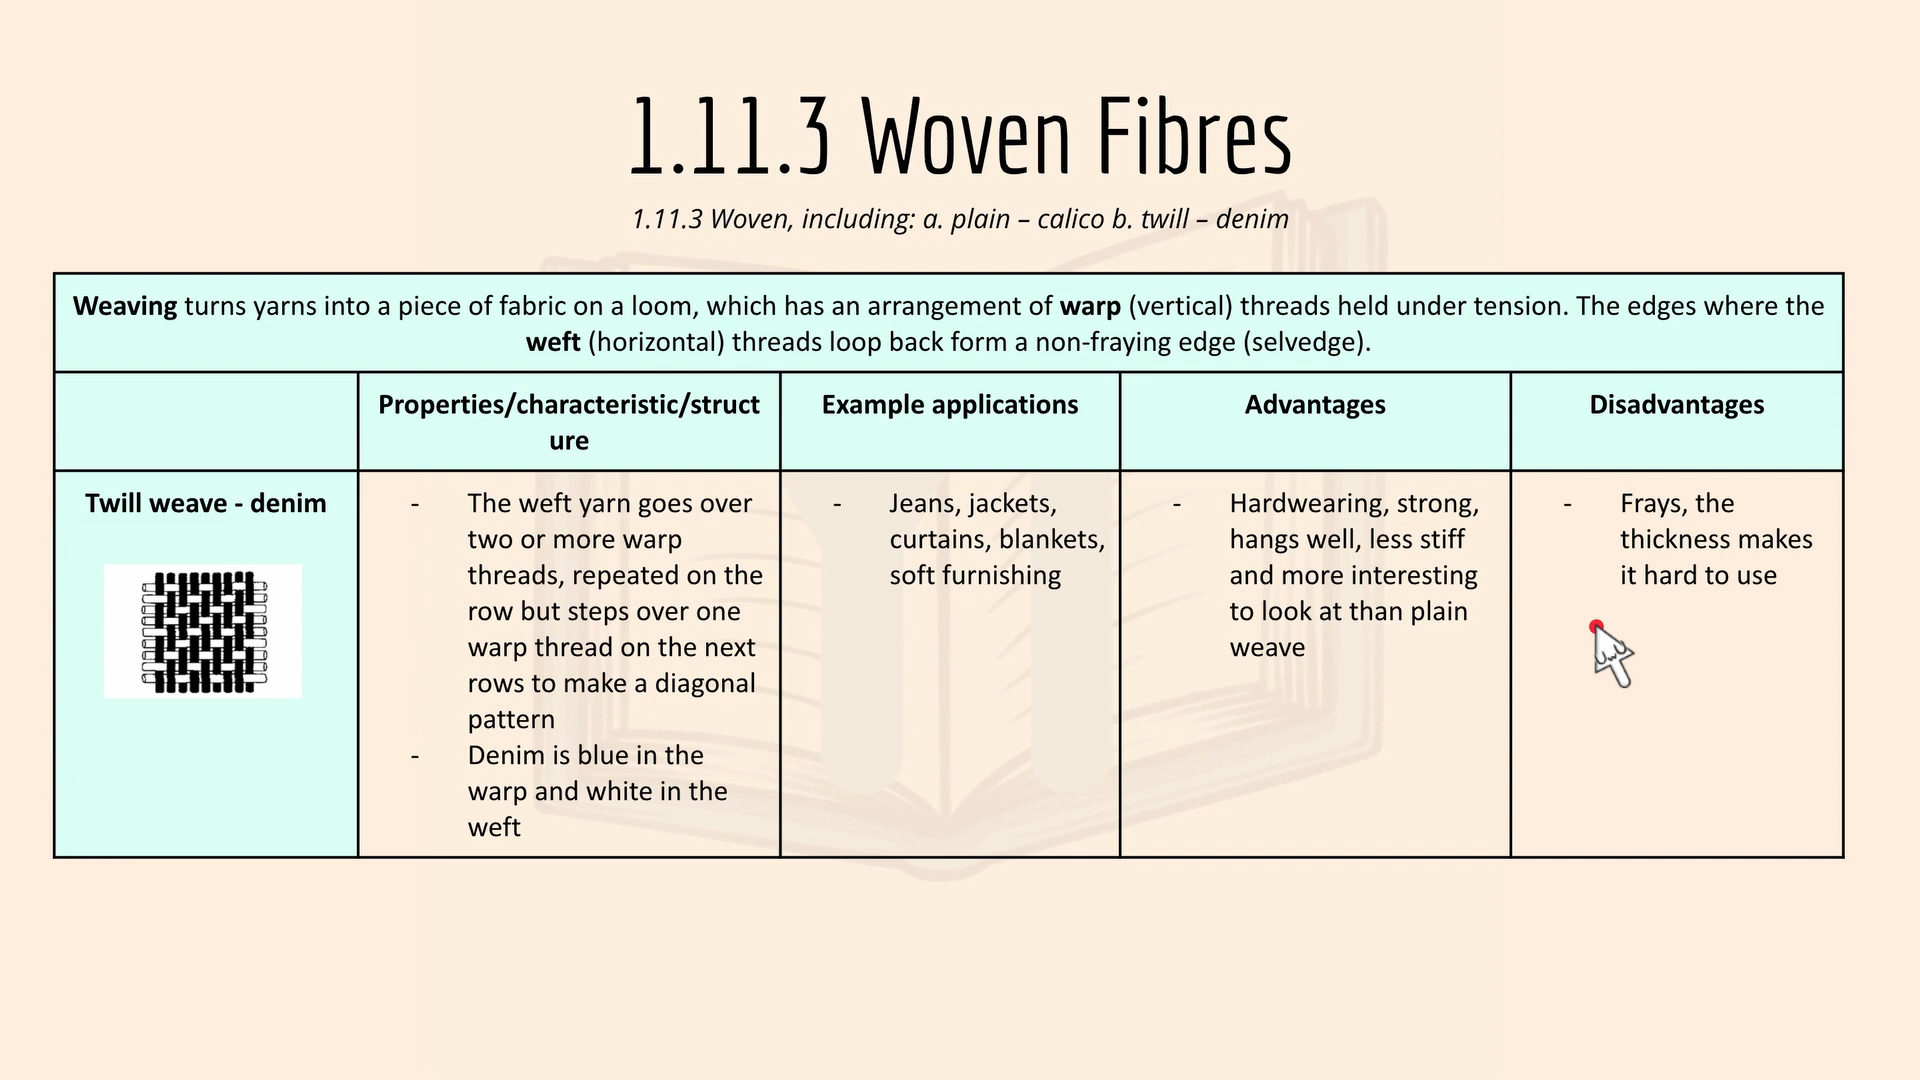 1.11.3 Woven Fibres
1.11.3 Woven, including: a. plain – calico b. twill – denim
Weaving turns yarns into a piece of fabric on a loom, which has an arrangement of warp (vertical) threads held under tension. The edges where the
weft (horizontal) threads loop back form a non-fraying edge (selvedge).
Properties/characteristic/struct
ure
Example applications
Advantages
Disadvantages
Twill weave - denim
- The weft yarn goes over
two or more warp
threads, repeated on the
row but steps over one
warp thread on the next
rows to make a diagonal
pattern
- Denim is blue in the
warp and white in the
weft
- Jeans, jackets,
curtains, blankets,
soft furnishing
- Hardwearing, strong,
hangs well, less stiff
and more interesting
to look at than plain
weave
- Frays, the
thickness makes
it hard to use